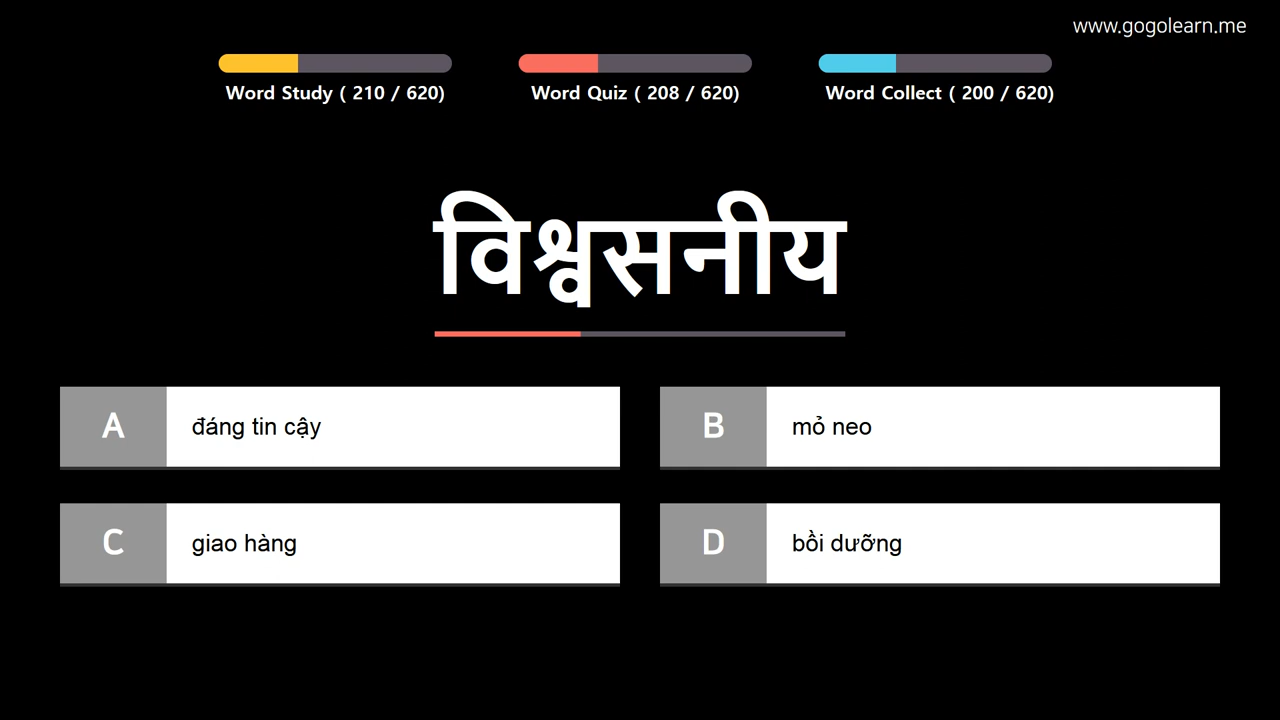 www.gogolearn.me
Word Study ( 210 / 620)
Word Quiz ( 208 / 620)
Word Collect ( 200 / 620)
विश्वसनीय
A đáng tin cậy
B mỏ neo
C giao hàng
D bồi dưỡng